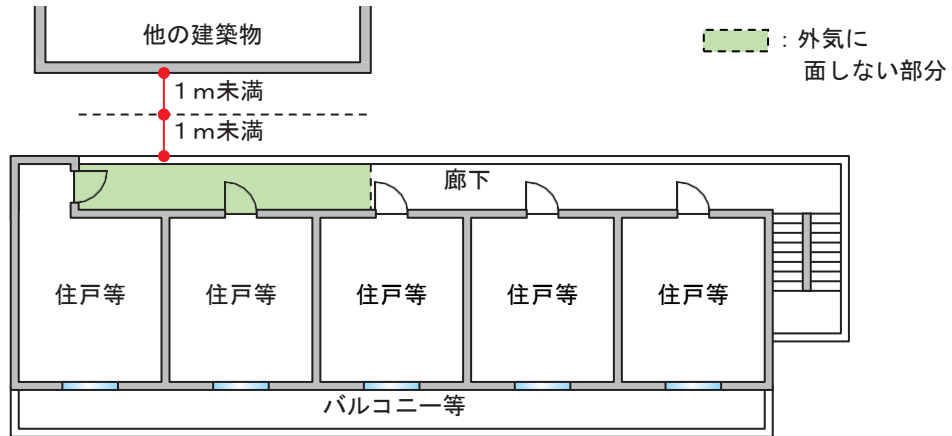 他の建築物
：外気に
面しない部分
１ｍ未満
１ｍ未満
廊下
住戸等
住戸等
住戸等
住戸等
住戸等
バルコニー等